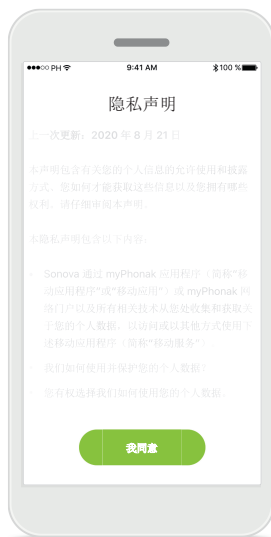 PH 9:41 AM 100 %
隐私声明
上一次更新：2020 年 8 月 21 日
本声明包含有关您的个人信息的允许使用和披露
方式、您如何才能获取这些信息以及您拥有哪些
权利。请仔细审阅本声明。
本隐私声明包含以下内容：
- Sonova 通过 myPhonak 应用程序（简称“移
动应用程序”或“移动应用”）或 myPhonak 网
络门户以及所有相关技术从您处收集和获取关
于您的个人数据，以访问或以其他方式使用下
述移动应用程序（简称“移动服务”）
- 我们如何使用并保护您的个人数据；
- 您有权选择我们如何使用您的个人数据。
我同意